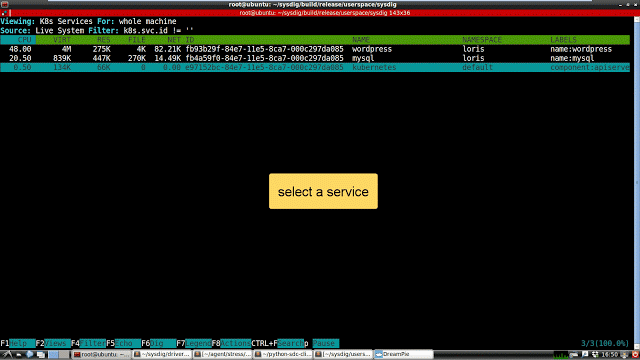 root@ubuntu: ~/sysdig/build/release/userspace/sysdig
root@ubuntu: ~/sysdig/build/release/userspace/sysdig 143x36
Viewing: K8s Services For: whole machine
Source: Live System Filter: k8s.svc.id != ''
CPU VIRT RES FILE NET ID NAME NAMESPACE LABELS
48.00 4M 275K 4K 82.21K fb93b29f-84e7-11e5-8ca7-000c297da085 wordpress loris name:wordpress
20.50 839K 447K 270K 14.49K fb4a59f0-84e7-11e5-8ca7-000c297da085 mysql loris name:mysql
6.50 134K 66K 0 0.00 e97152bc-84e7-11e5-8ca7-000c297da085 kubernetes default component:apiserve
select a service
F1Help F2Views F4Filter F5Echo F6Dig F7Legend F8Actions CTRL+F Search p Pause 3/3(100.0%)
root@ubuntu: ~... ~/sysdig/driver... ~/agent/stress/... ~/python-sdc-cli... ~/sysdig/users... DreamPie 16:50